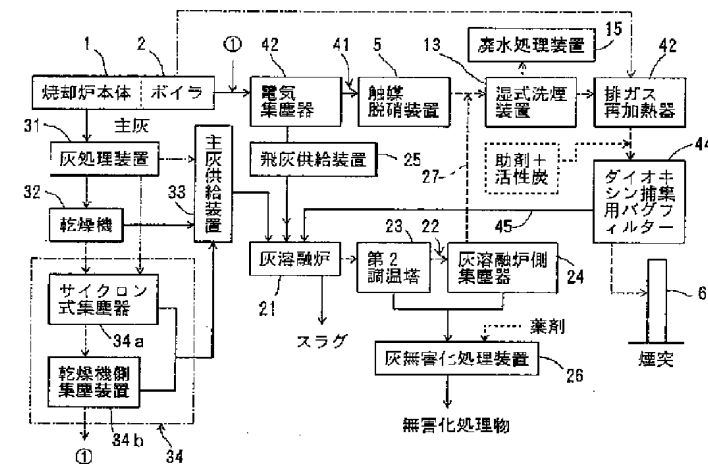 1
2
①
42
41
5
13
廃水処理装置
15
42
焼却炉本体
ボイラ
電気
集塵器
触媒
脱硝装置
湿式洗煙
装置
排ガス
再加熱器
31
主灰
灰処理装置
主灰供給装置
33
飛灰供給装置
25
27
助剤+
活性炭
44
ダイオキ
シン捕集
用バグフ
ィルター
32
乾燥機
45
灰溶融炉
21
23
第2
調温塔
22
灰溶融炉側
集塵器
24
6
煙突
サイクロン
式集塵器
34a
スラグ
薬剤
灰無害化処理装置
26
乾燥機側
集塵装置
34b
34
①
無害化処理物